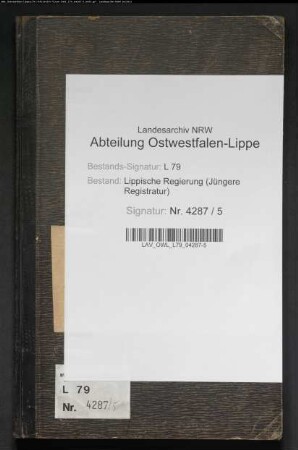 Landesarchiv NRW
Abteilung Ostwestfalen-Lippe
Bestands-Signatur: L 79
Bestand: Lippische Regierung (Jüngere
Registratur)
Signatur: Nr. 4287 / 5
LAV_OWL_L79_04287-5
L 79
Nr. 4287/